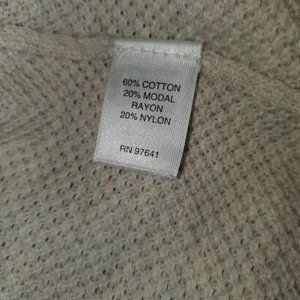 60% COTTON
20% MODAL
RAYON
20% NYLON
RN 97641